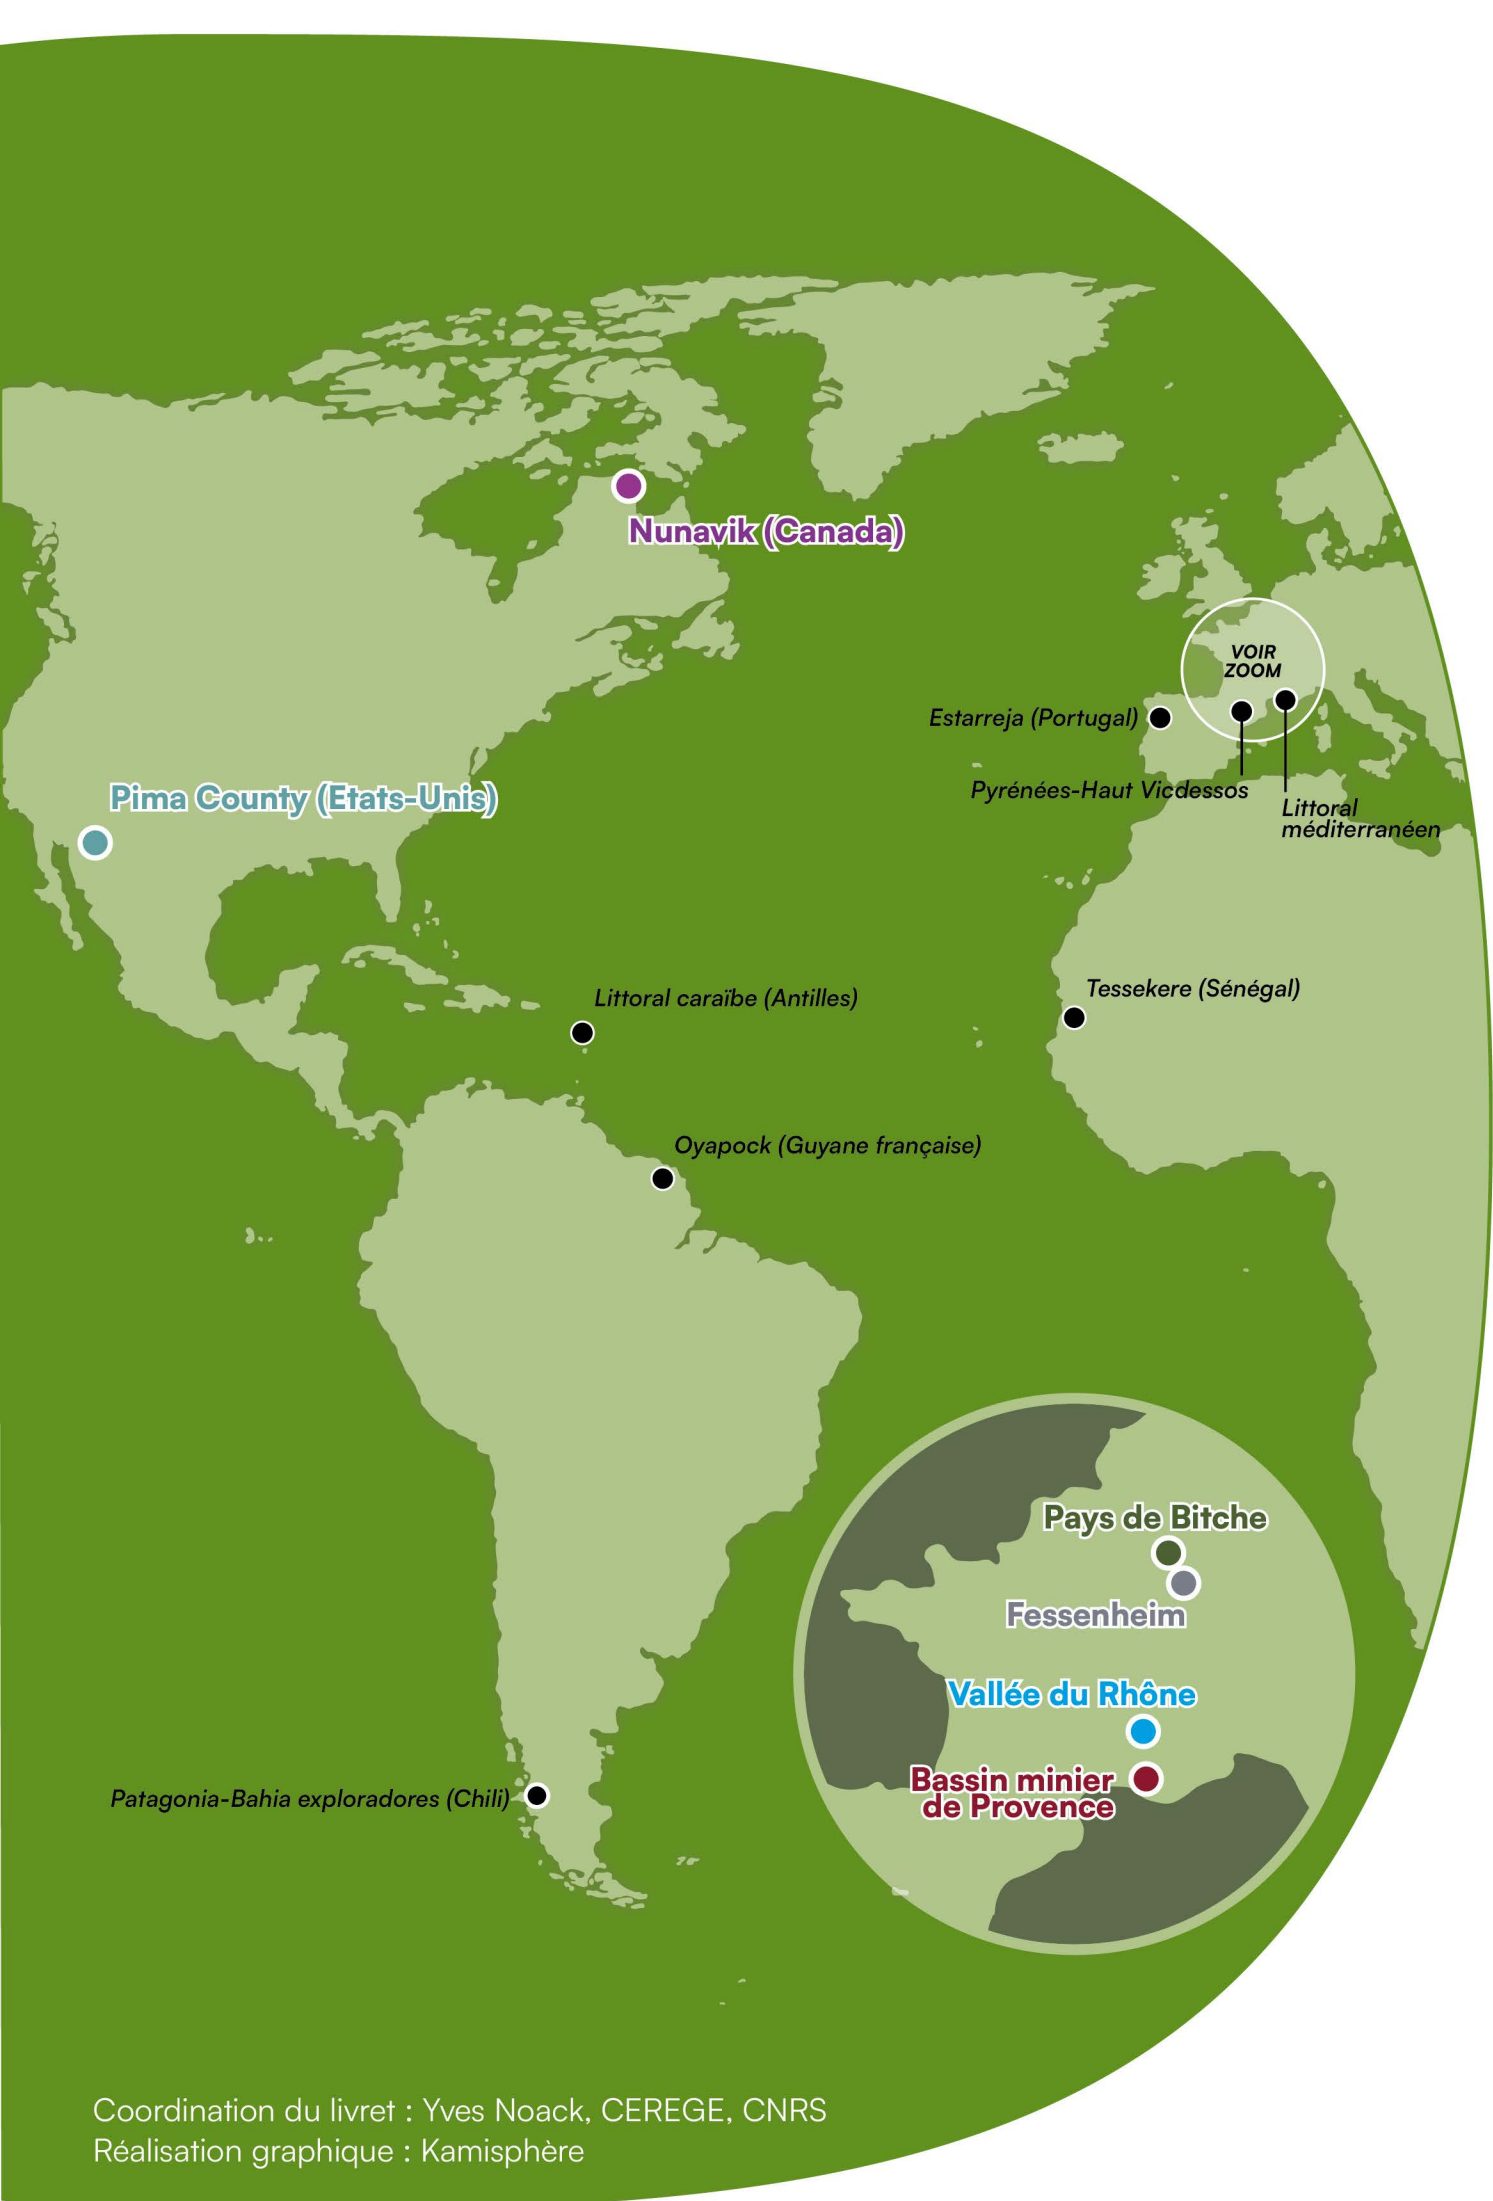 Nunavik (Canada)
VOIR
ZOOM
Estarreja (Portugal)
Pyrénées-Haut Vicdessos
Littoral
méditerranéen
Pima County (Etats-Unis)
Tessekere (Sénégal)
Littoral caraïbe (Antilles)
Oyapock (Guyane française)
Pays de Bitche
Fessenheim
Vallée du Rhône
Bassin minier
de Provence
Patagonia-Bahia exploradores (Chili)
Coordination du livret : Yves Noack, CEREGE, CNRS
Réalisation graphique : Kamisphère